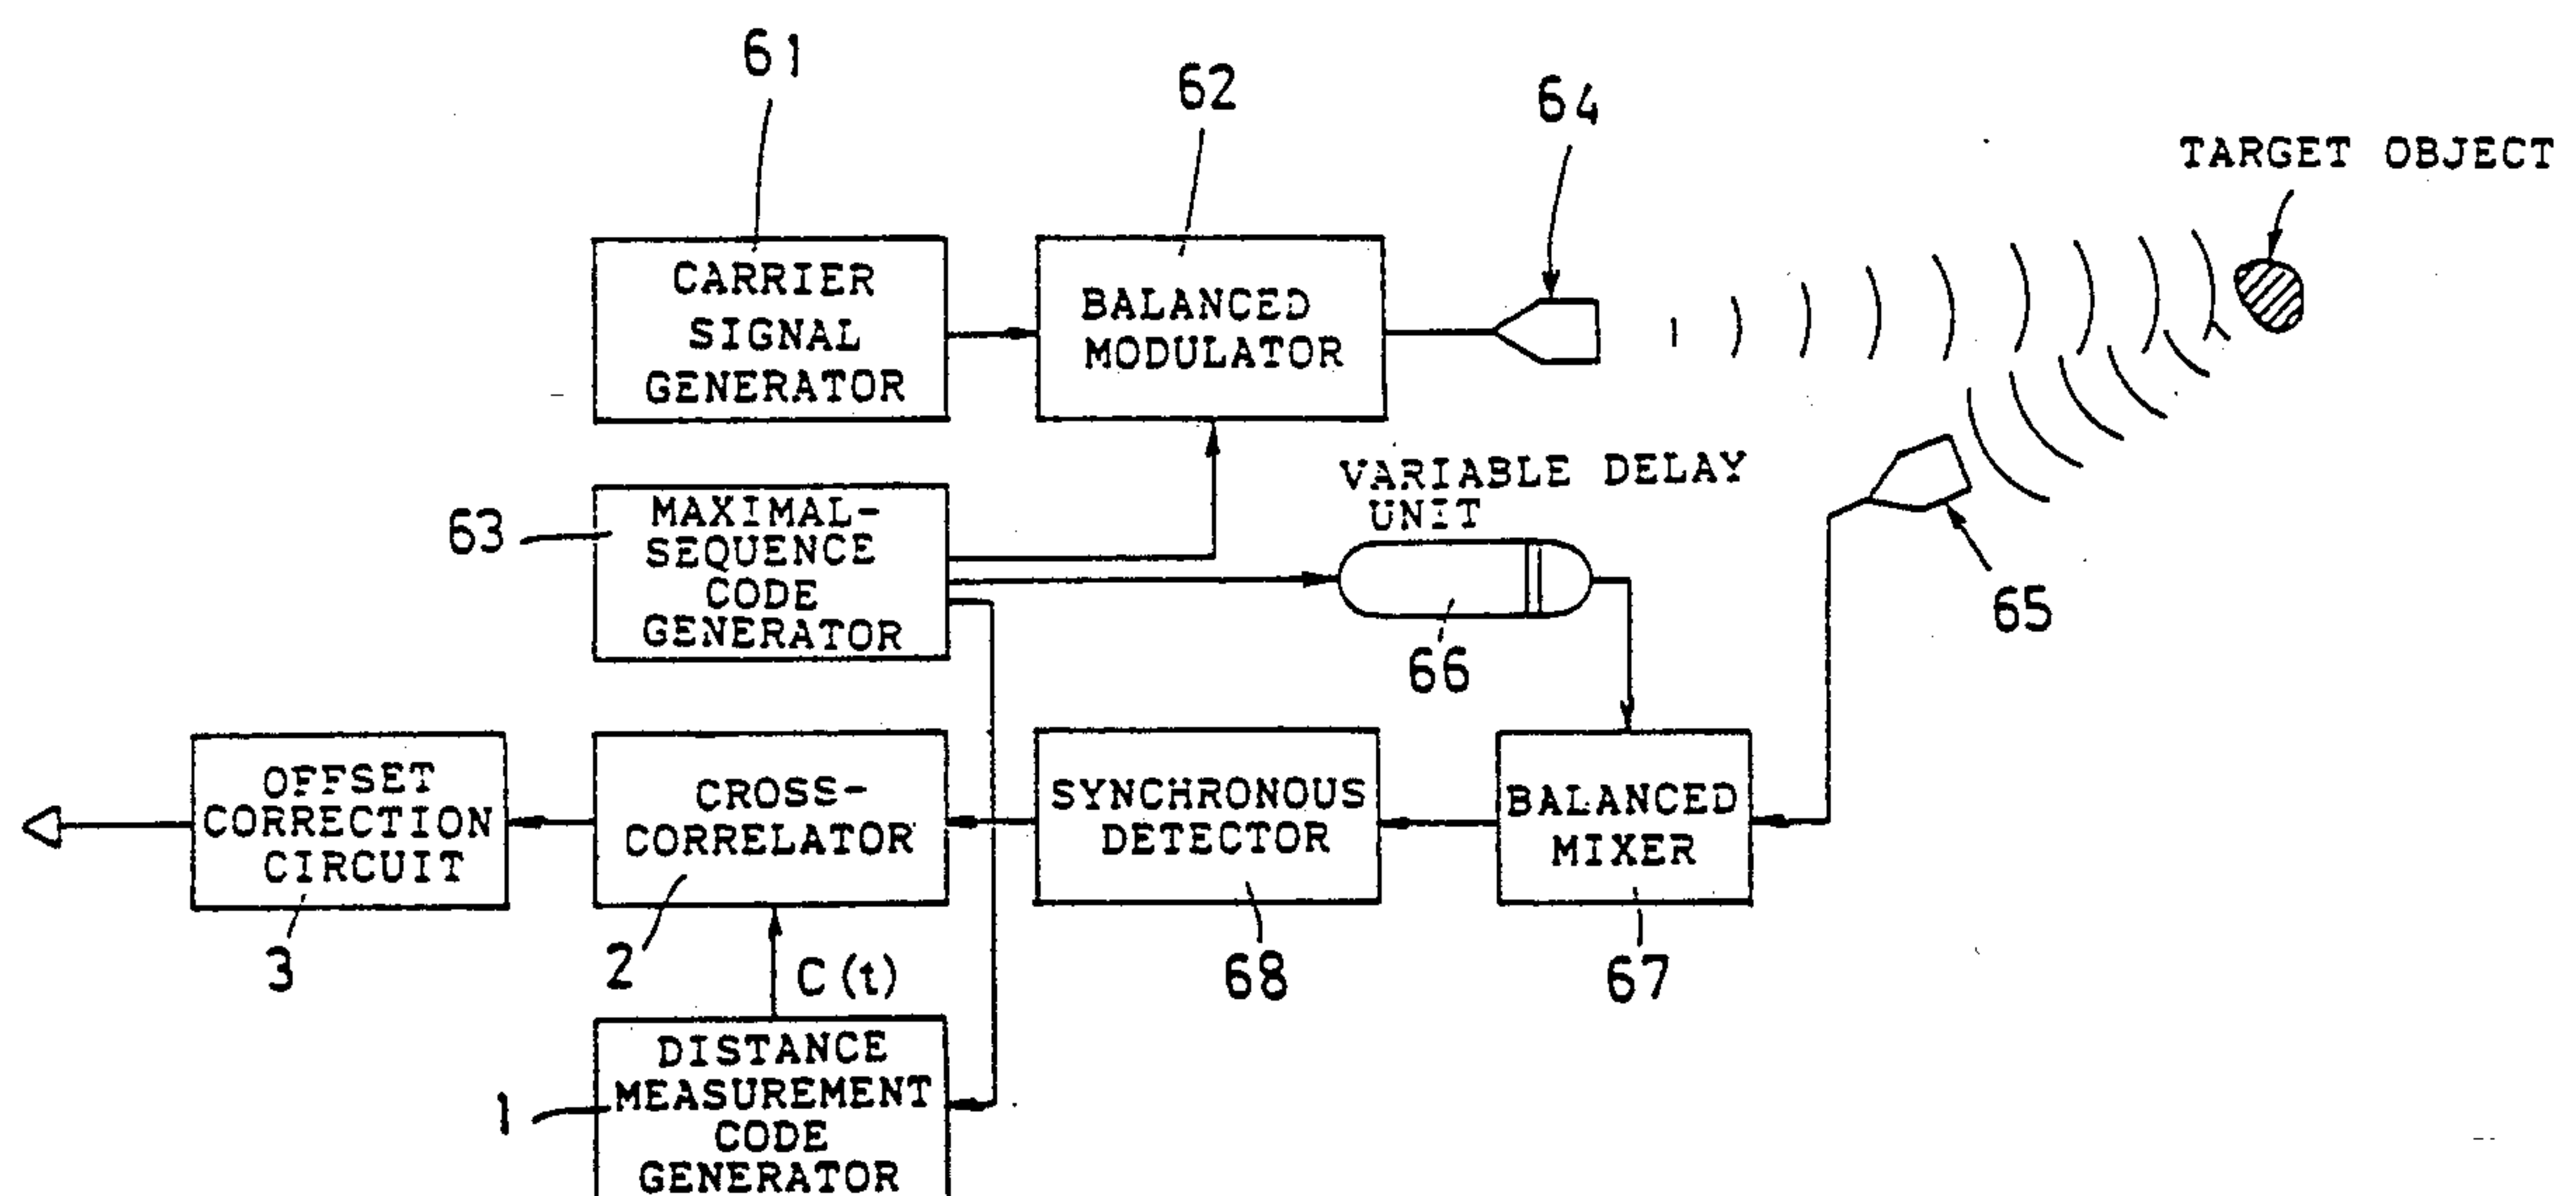 61
62
64
TARGET OBJECT
CARRIER
SIGNAL
GENERATOR
BALANCED
MODULATOR
63
MAXIMAL-
SEQUENCE
CODE
GENERATOR
VARIABLE DELAY
UNIT
66
65
OFFSET
CORRECTION
CIRCUIT
3
CROSS-
CORRELATOR
2
SYNCHRONOUS
DETECTOR
68
BALANCED
MIXER
67
C(t)
1
DISTANCE
MEASUREMENT
CODE
GENERATOR